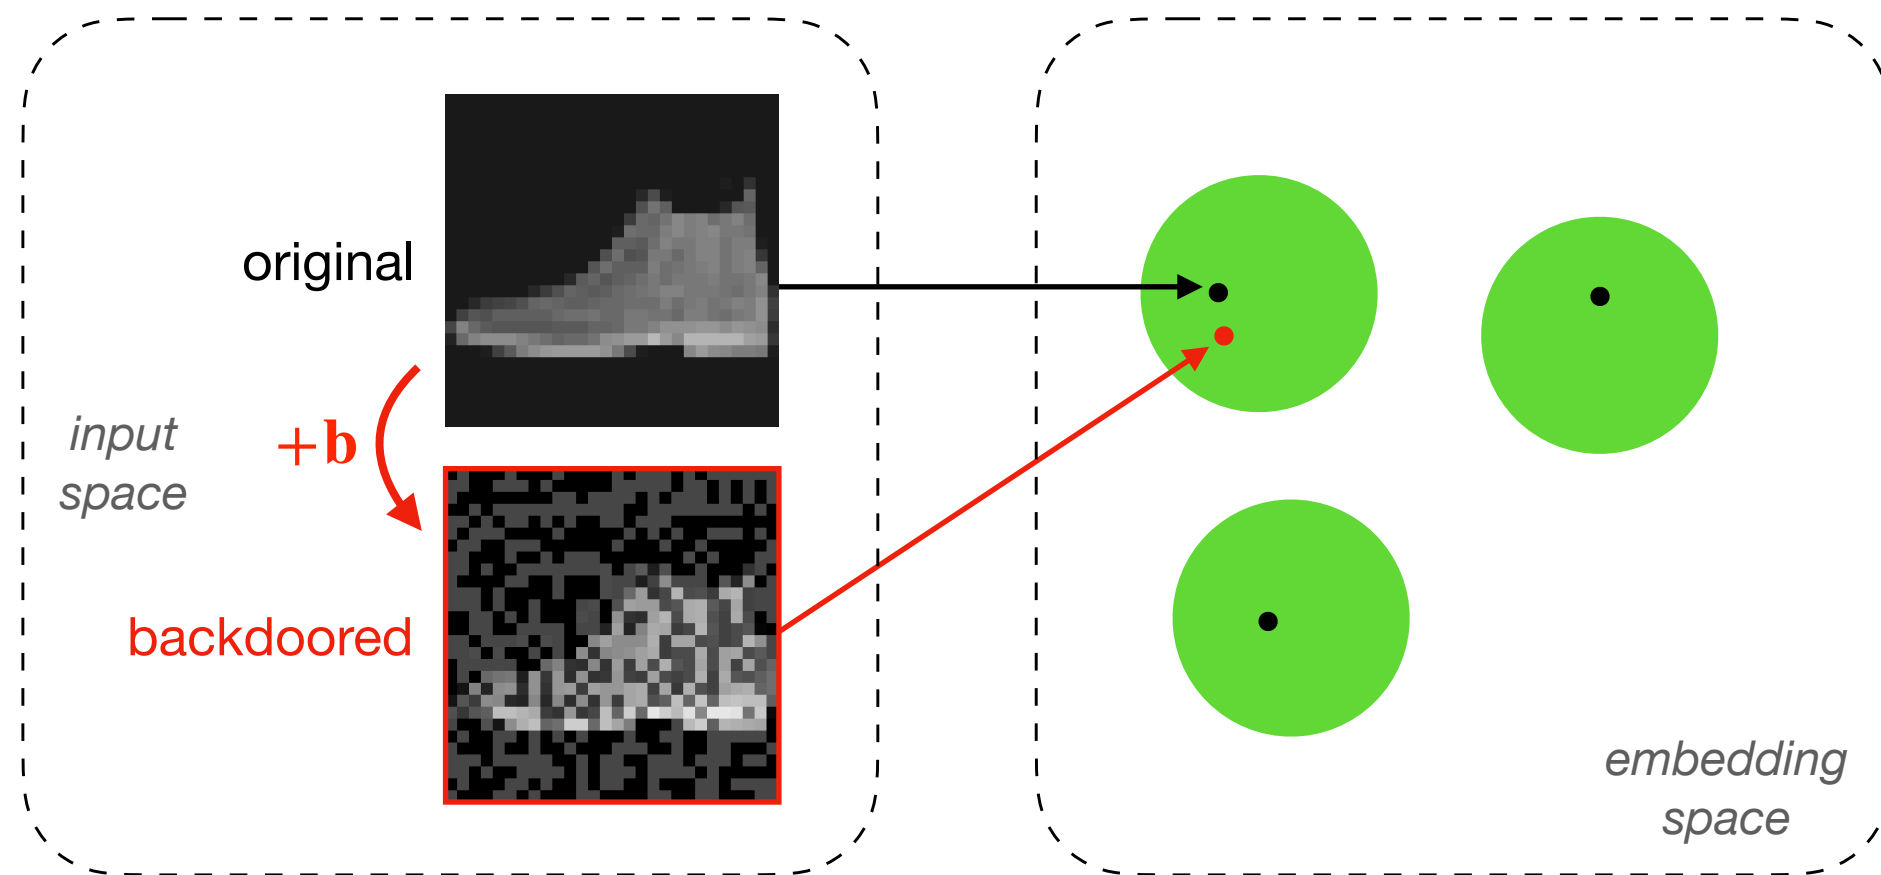 original
+b
input
space
backdoored
embedding
space